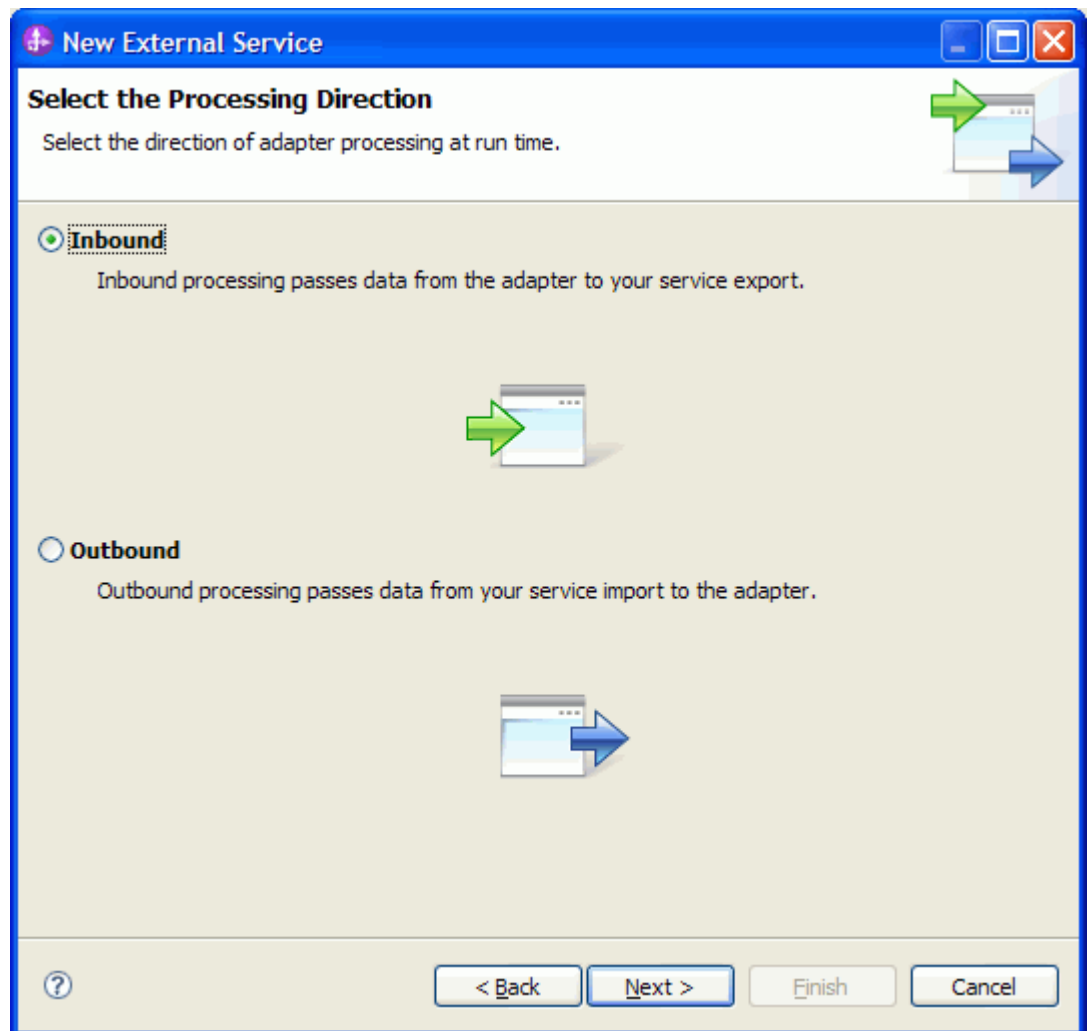 New External Service
Select the Processing Direction
Select the direction of adapter processing at run time.
Inbound
Inbound processing passes data from the adapter to your service export.
Outbound
Outbound processing passes data from your service import to the adapter.
? < Back Next > Finish Cancel